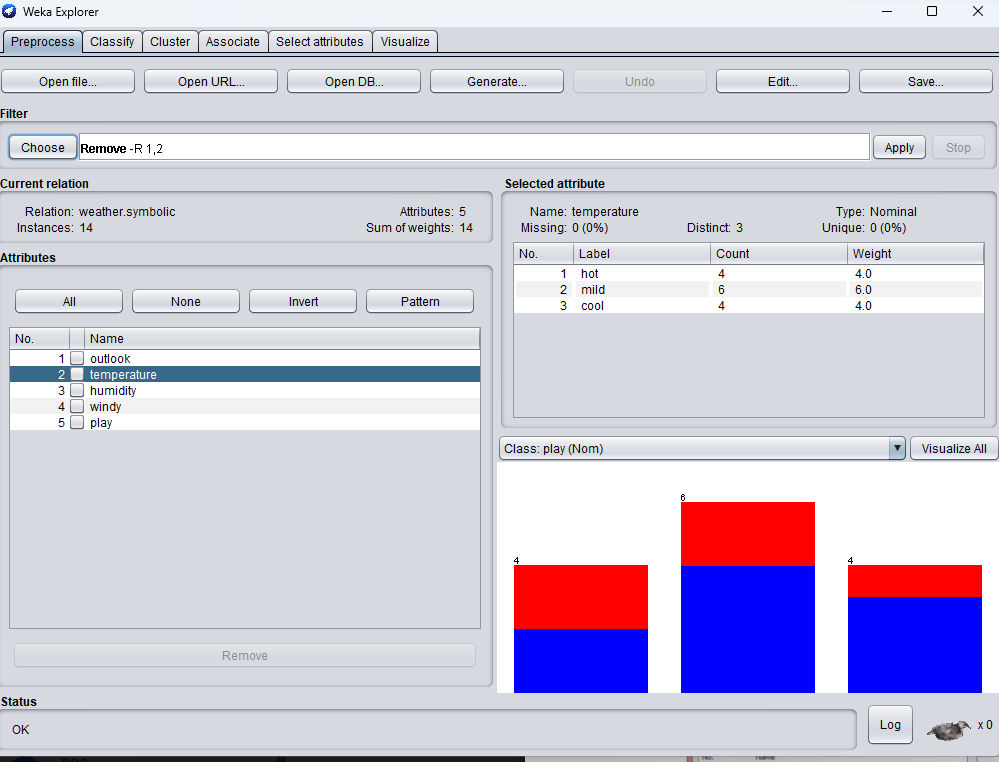 Weka Explorer
Preprocess Classify Cluster Associate Select attributes Visualize
Open file... Open URL... Open DB... Generate... Undo Edit... Save...
Filter
Choose Remove -R 1,2 Apply Stop
Current relation
Relation: weather.symbolic Attributes: 5
Instances: 14 Sum of weights: 14
Attributes
All None Invert Pattern
No. Name
1 outlook
2 temperature
3 humidity
4 windy
5 play
Remove
Selected attribute
Name: temperature Type: Nominal
Missing: 0 (0%) Distinct: 3 Unique: 0 (0%)
No. Label Count Weight
1 hot 4 4.0
2 mild 6 6.0
3 cool 4 4.0
Class: play (Nom) Visualize All
4 6 4
Status
OK Log x 0